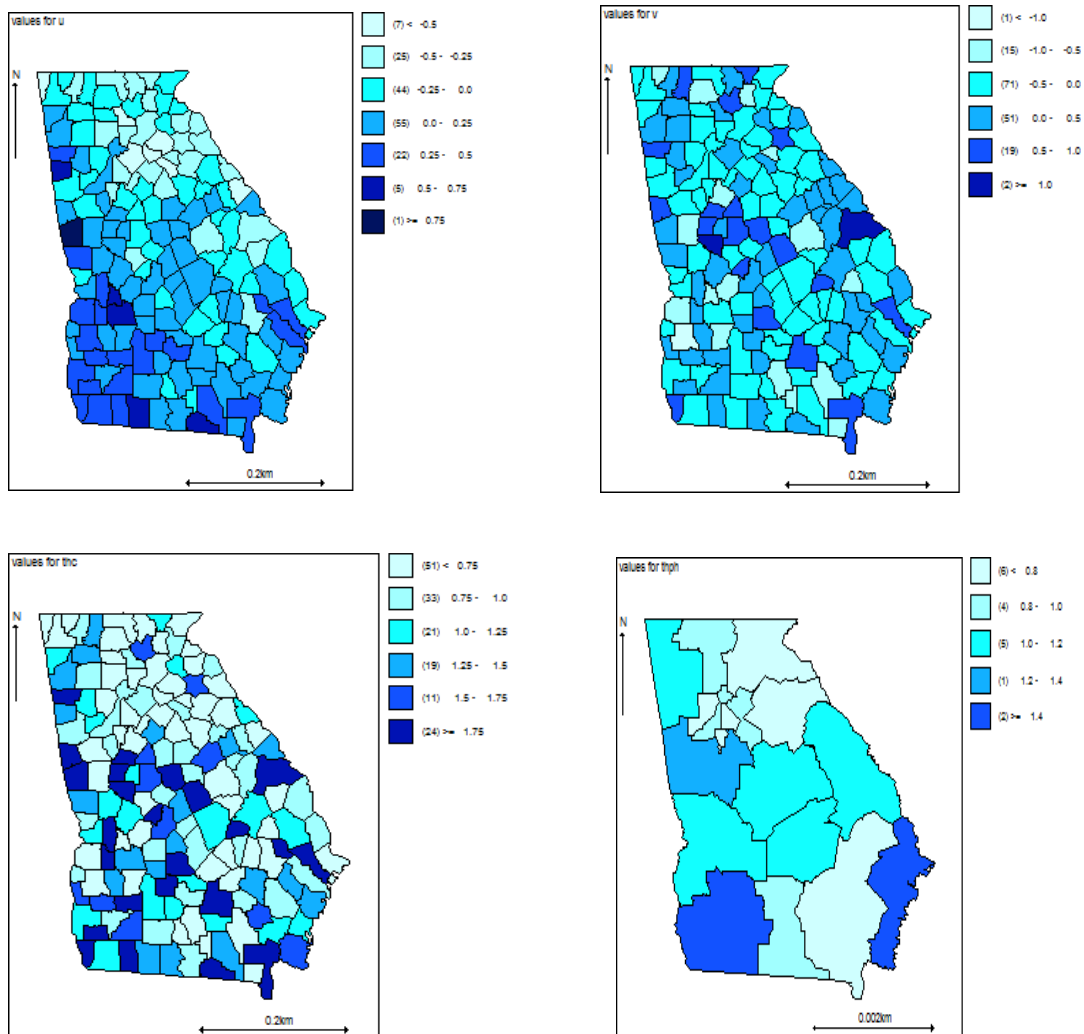 values for u
N
0.2km
(7) < -0.5
(25) -0.5 - -0.25
(44) -0.25 - 0.0
(55) 0.0 - 0.25
(22) 0.25 - 0.5
(5) 0.5 - 0.75
(1) >= 0.75
values for v
N
0.2km
(1) < -1.0
(15) -1.0 - -0.5
(71) -0.5 - 0.0
(51) 0.0 - 0.5
(19) 0.5 - 1.0
(2) >= 1.0
values for thc
N
0.2km
(51) < 0.75
(33) 0.75 - 1.0
(21) 1.0 - 1.25
(19) 1.25 - 1.5
(11) 1.5 - 1.75
(24) >= 1.75
values for thph
N
0.002km
(6) < 0.8
(4) 0.8 - 1.0
(5) 1.0 - 1.2
(1) 1.2 - 1.4
(2) >= 1.4